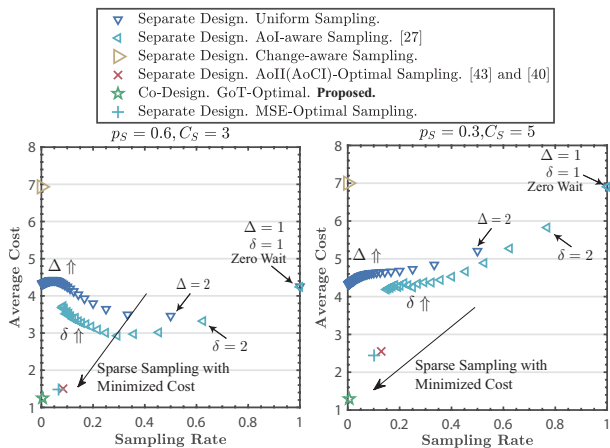 Separate Design. Uniform Sampling.
Separate Design. AoI-aware Sampling. [27]
Separate Design. Change-aware Sampling.
Separate Design. AoII(AoCI)-Optimal Sampling. [43] and [40]
Co-Design. GoT-Optimal. Proposed.
Separate Design. MSE-Optimal Sampling.
p_S = 0.6, C_S = 3
8
7
6
5
4
3
2
1
Average Cost
0
0.2
0.4
0.6
0.8
1
Sampling Rate
Δ ⇑
δ ⇑
Δ = 1
δ = 1
Zero Wait
Δ = 2
δ = 2
Sparse Sampling with
Minimized Cost
p_S = 0.3,C_S = 5
8
7
6
5
4
3
2
1
Average Cost
0
0.2
0.4
0.6
0.8
1
Sampling Rate
Δ = 1
δ = 1
Zero Wait
Δ = 2
δ = 2
Δ ⇑
δ ⇑
Sparse Sampling with
Minimized Cost